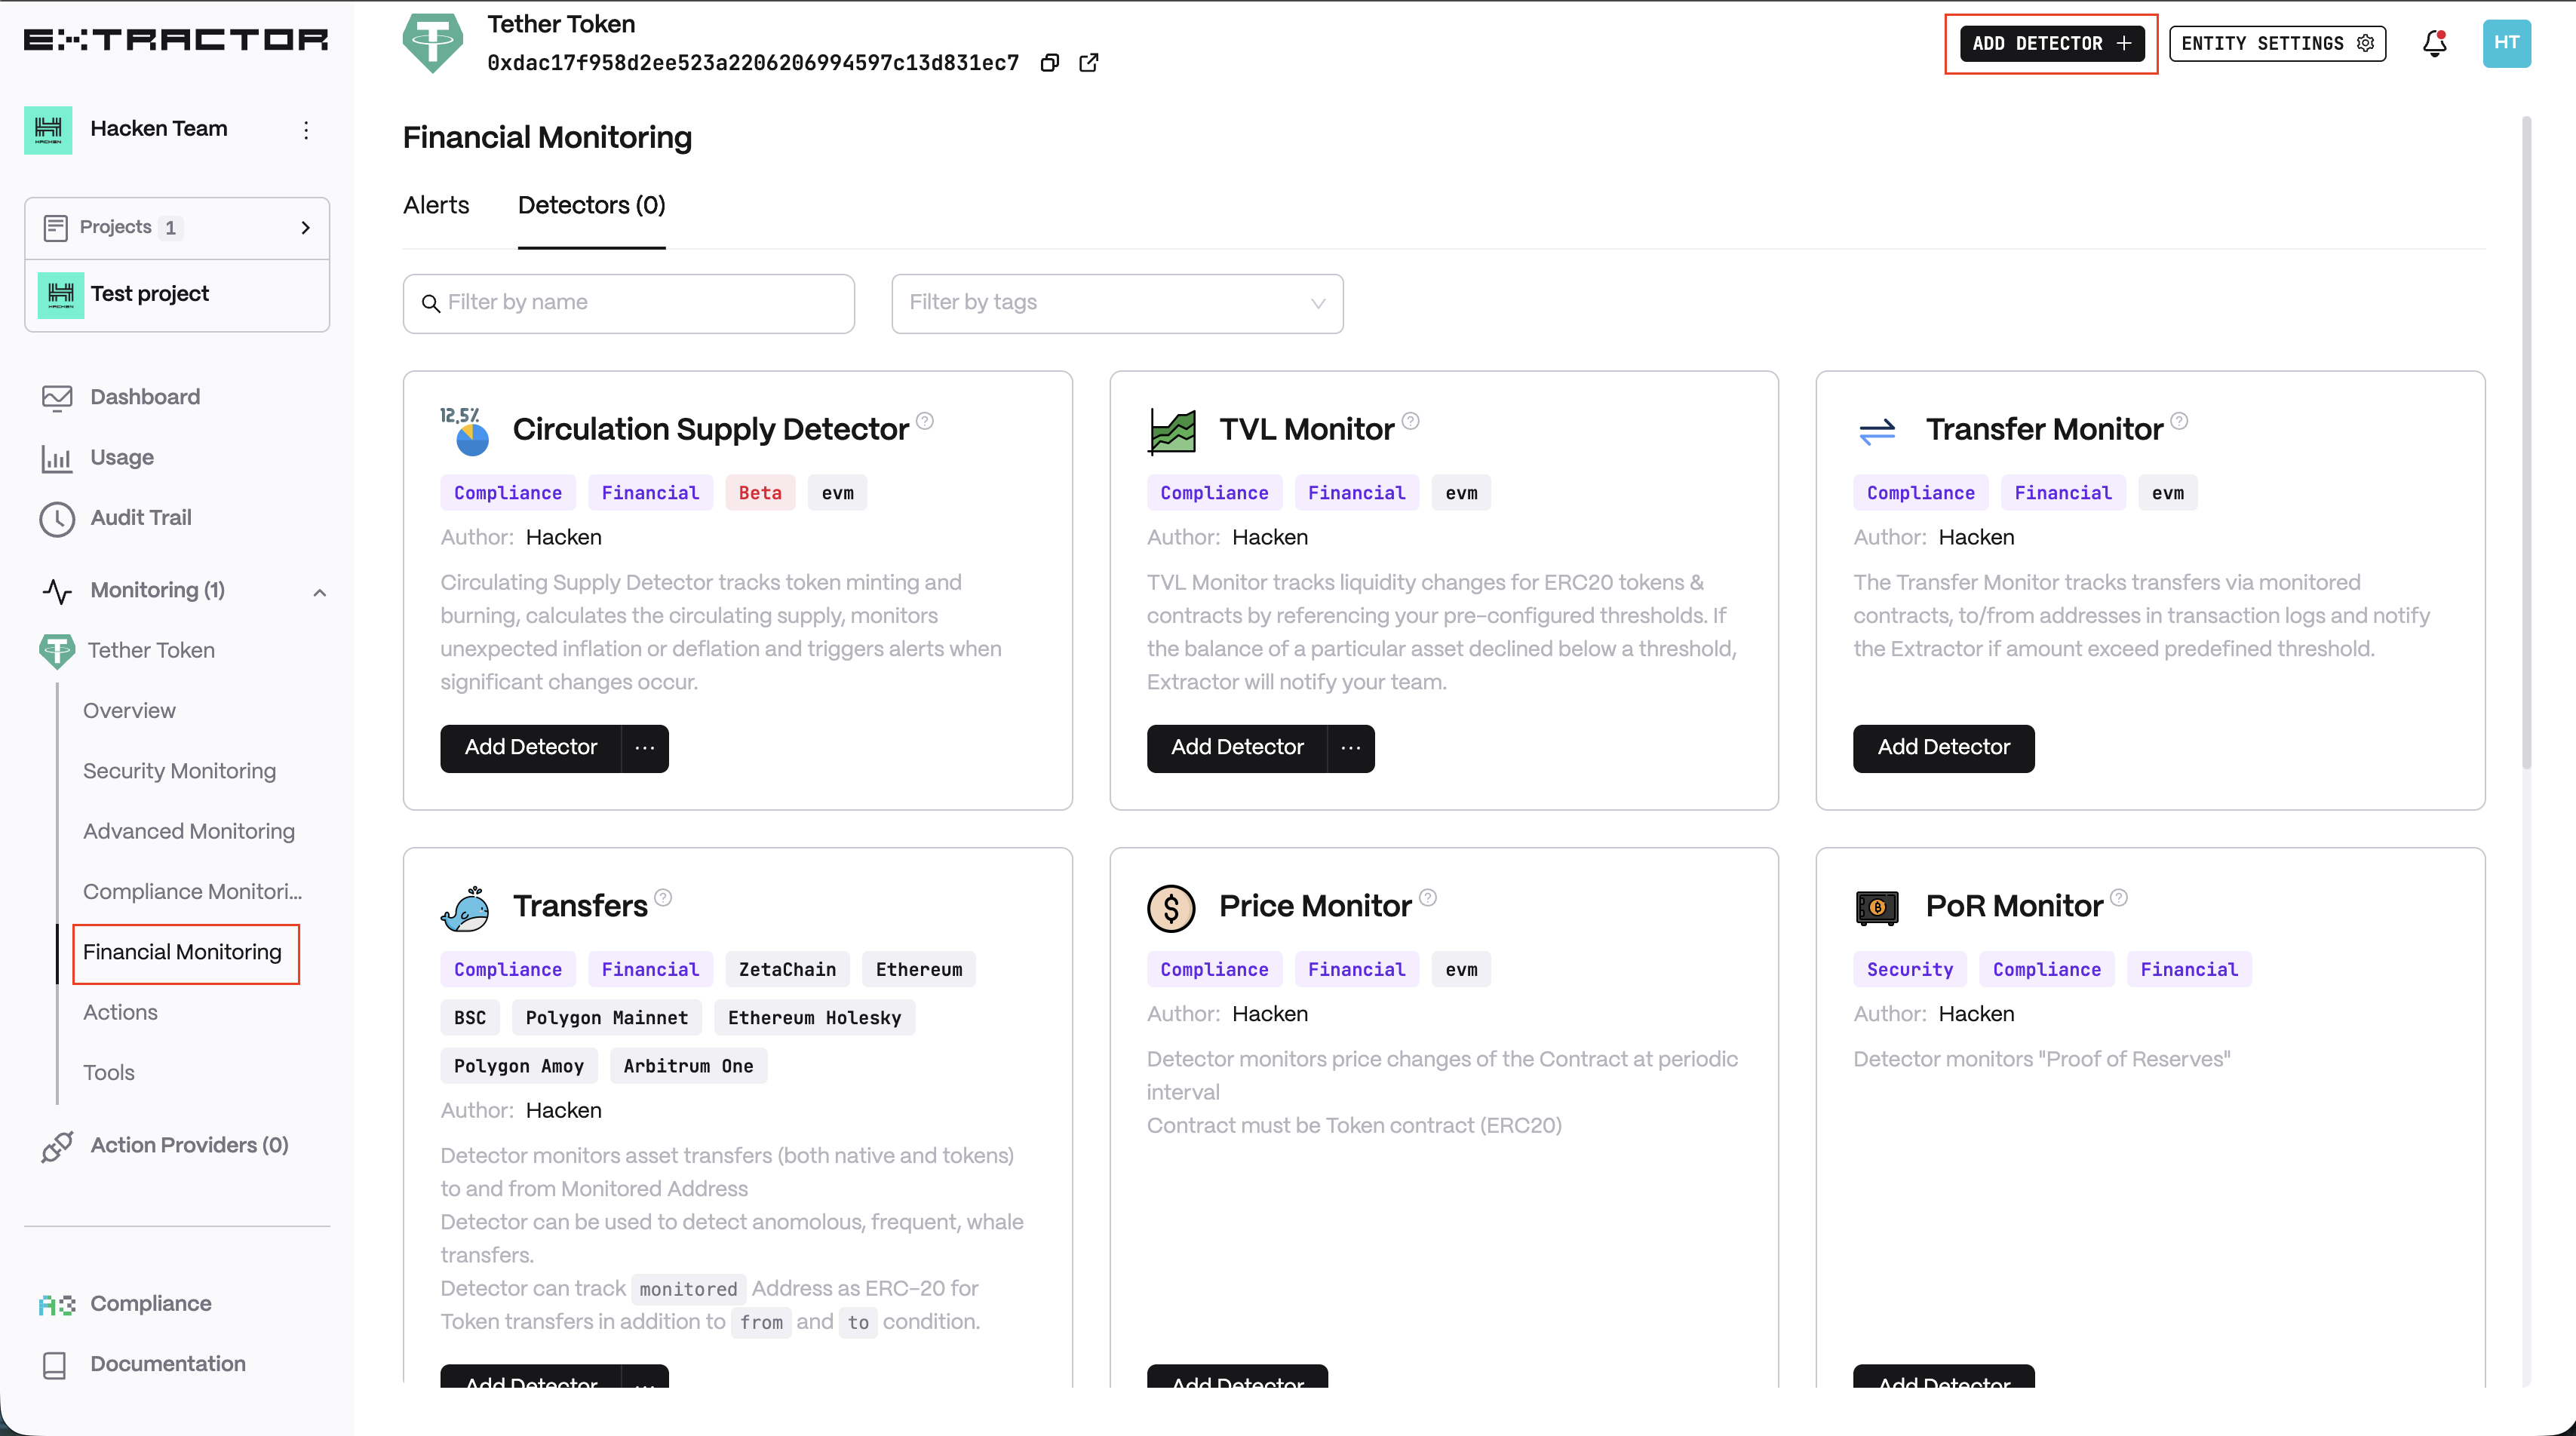 EXTRACTOR
Hacken Team
HACKEN
Projects 1
Test project
HACKEN
Dashboard
Usage
Audit Trail
Monitoring (1)
Tether Token
Overview
Security Monitoring
Advanced Monitoring
Compliance Monitori...
Financial Monitoring
Actions
Tools
Action Providers (0)
Compliance
Documentation
Tether Token
0xdac17f958d2ee523a2206206994597c13d831ec7
ADD DETECTOR +
ENTITY SETTINGS
HT
Financial Monitoring
Alerts
Detectors (0)
Filter by name
Filter by tags
12,5%
Circulation Supply Detector
Compliance Financial Beta evm
Author: Hacken
Circulating Supply Detector tracks token minting and
burning, calculates the circulating supply, monitors
unexpected inflation or deflation and triggers alerts when
significant changes occur.
Add Detector ...
TVL Monitor
Compliance Financial evm
Author: Hacken
TVL Monitor tracks liquidity changes for ERC20 tokens &
contracts by referencing your pre-configured thresholds. If
the balance of a particular asset declined below a threshold,
Extractor will notify your team.
Add Detector ...
Transfer Monitor
Compliance Financial evm
Author: Hacken
The Transfer Monitor tracks transfers via monitored
contracts, to/from addresses in transaction logs and notify
the Extractor if amount exceed predefined threshold.
Add Detector
Transfers
Compliance Financial ZetaChain Ethereum
BSC Polygon Mainnet Ethereum Holesky
Polygon Amoy Arbitrum One
Author: Hacken
Detector monitors asset transfers (both native and tokens)
to and from Monitored Address
Detector can be used to detect anomolous, frequent, whale
transfers.
Detector can track monitored Address as ERC-20 for
Token transfers in addition to from and to condition.
Add Detector ...
Price Monitor
Compliance Financial evm
Author: Hacken
Detector monitors price changes of the Contract at periodic
interval
Contract must be Token contract (ERC20)
Add Detector
PoR Monitor
Security Compliance Financial
Author: Hacken
Detector monitors "Proof of Reserves"
Add Detector